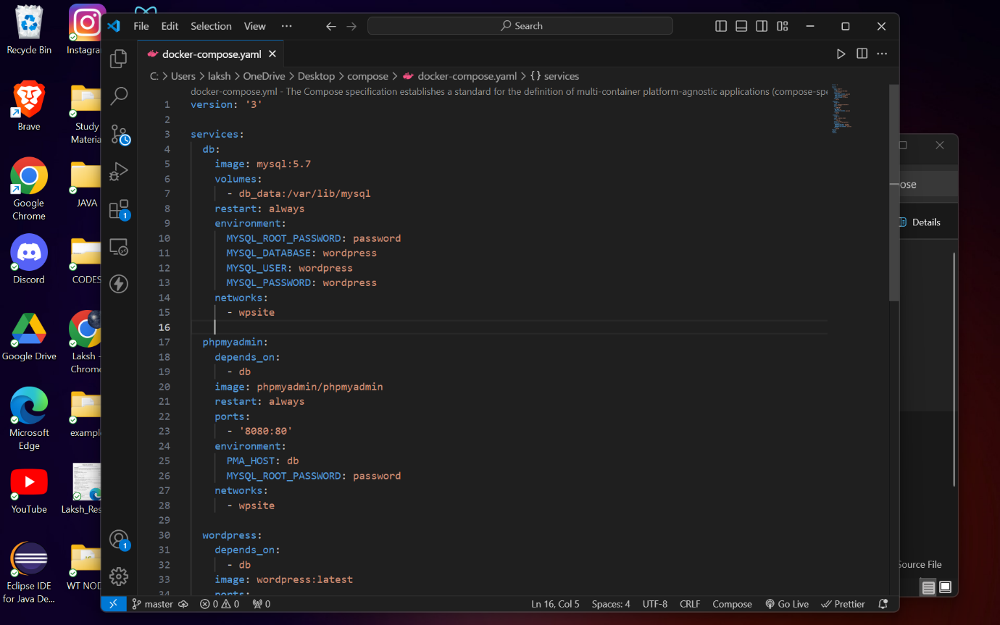 Recycle Bin
Instagra
Brave
Study
Materia
Google
Chrome
JAVA
Discord
CODES
Google Drive
Laksh -
Chrome
Microsoft
Edge
exampl
YouTube
Laksh_Res
Eclipse IDE
for Java De...
WT NOD
File Edit Selection View ··· Search
docker-compose.yaml
C: > Users > laksh > OneDrive > Desktop > compose > docker-compose.yaml > {} services
docker-compose.yml - The Compose specification establishes a standard for the definition of multi-container platform-agnostic applications (compose-spe
1 version: '3'
2
3 services:
4 db:
5 image: mysql:5.7
6 volumes:
7 - db_data:/var/lib/mysql
8 restart: always
9 environment:
10 MYSQL_ROOT_PASSWORD: password
11 MYSQL_DATABASE: wordpress
12 MYSQL_USER: wordpress
13 MYSQL_PASSWORD: wordpress
14 networks:
15 - wpsite
16
17 phpmyadmin:
18 depends_on:
19 - db
20 image: phpmyadmin/phpmyadmin
21 restart: always
22 ports:
23 - '8080:80'
24 environment:
25 PMA_HOST: db
26 MYSQL_ROOT_PASSWORD: password
27 networks:
28 - wpsite
29
30 wordpress:
31 depends_on:
32 - db
33 image: wordpress:latest
34 ports:
1
1
master 0 0 0 Ln 16, Col 5 Spaces: 4 UTF-8 CRLF Compose Go Live Prettier
ose
Details
Source File